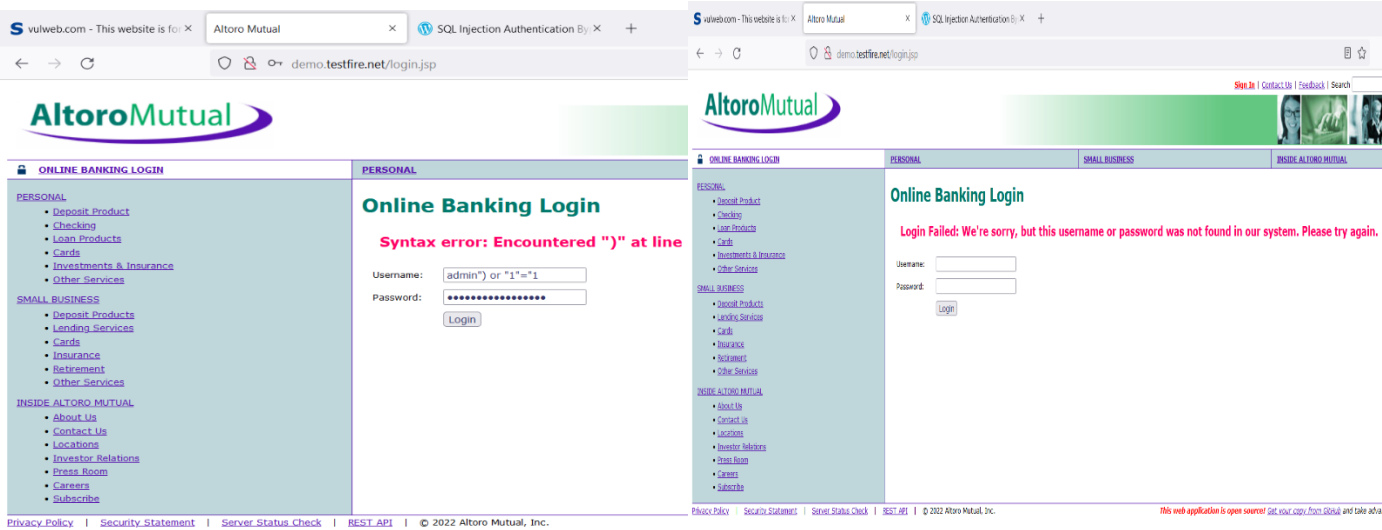 vulweb.com - This website is for
Altoro Mutual
SQL Injection Authentication By
demo.testfire.net/login.jsp
AltoroMutual
ONLINE BANKING LOGIN
PERSONAL
PERSONAL
Deposit Product
Checking
Loan Products
Cards
Investments & Insurance
Other Services
SMALL BUSINESS
Deposit Products
Lending Services
Cards
Insurance
Retirement
Other Services
INSIDE ALTORO MUTUAL
About Us
Contact Us
Locations
Investor Relations
Press Room
Careers
Subscribe
Online Banking Login
Syntax error: Encountered ")" at line
Username: admin") or "1"="1
Password: •••••••••••••••••
Login
Privacy Policy | Security Statement | Server Status Check | REST API | © 2022 Altoro Mutual, Inc.
vulweb.com - This website is for
Altoro Mutual
SQL Injection Authentication By
demo.testfire.net/login.jsp
Sign In | Contact Us | Feedback | Search
AltoroMutual
ONLINE BANKING LOGIN
PERSONAL
SMALL BUSINESS
INSIDE ALTORO MUTUAL
PERSONAL
Deposit Product
Checking
Loan Products
Cards
Investments & Insurance
Other Services
SMALL BUSINESS
Deposit Products
Lending Services
Cards
Insurance
Retirement
Other Services
INSIDE ALTORO MUTUAL
About Us
Contact Us
Locations
Investor Relations
Press Room
Careers
Subscribe
Online Banking Login
Login Failed: We're sorry, but this username or password was not found in our system. Please try again.
Username:
Password:
Login
Privacy Policy | Security Statement | Server Status Check | REST API | © 2022 Altoro Mutual, Inc.
This web application is open source! Get your copy from GitHub and take adva